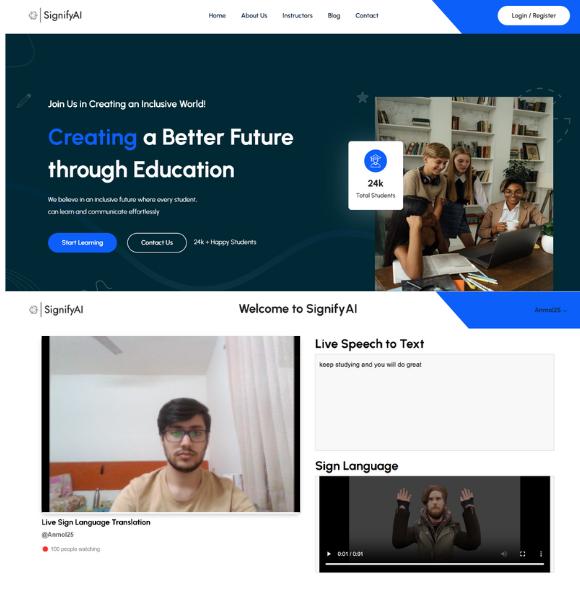 SignifyAI
Home About Us Instructors Blog Contact
Login / Register
Join Us in Creating an Inclusive World!
Creating a Better Future
through Education
We believe in an inclusive future where every student,
can learn and communicate effortlessly
Start Learning
Contact Us
24k + Happy Students
24k
Total Students
SignifyAI
Welcome to SignifyAI
Anmol25
Live Speech to Text
keep studying and you will do great
Sign Language
0:01 / 0:01
Live Sign Language Translation
@Anmol25
100 people watching